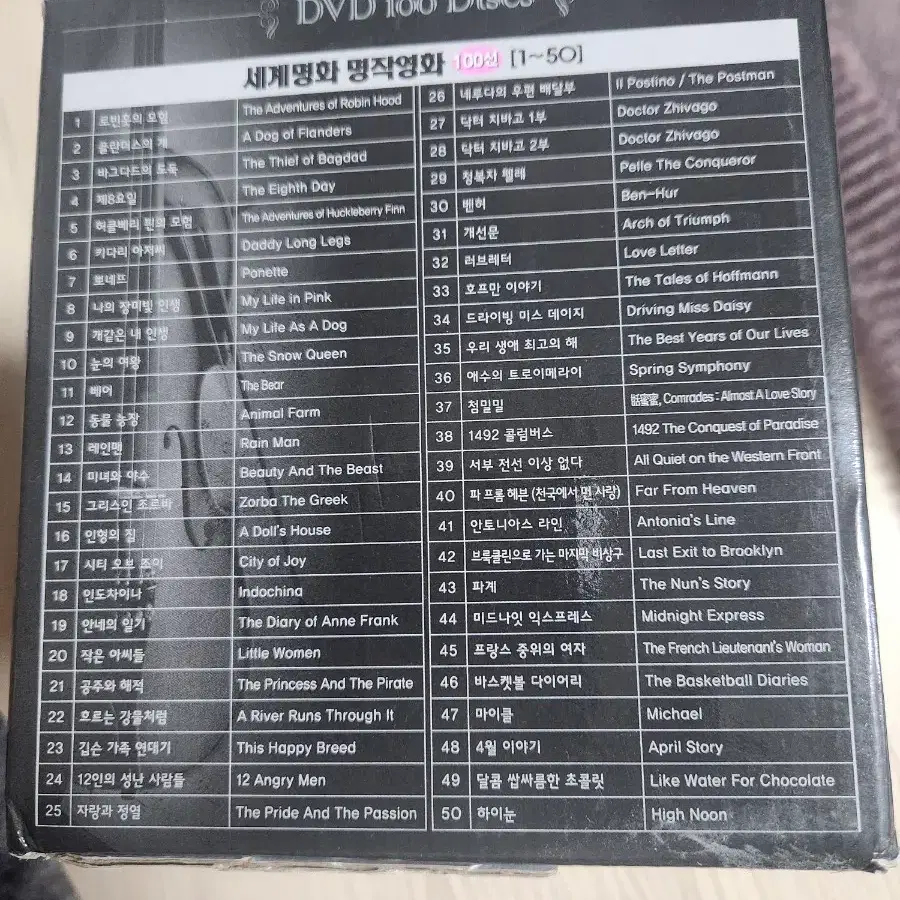 DVD 100 Discs
세계명화 명작영화 100선 [1~50]
1 로빈훗의 모험 The Adventures of Robin Hood
2 플란더스의 개 A Dog of Flanders
3 바그다드의 도둑 The Thief of Bagdad
4 제8요일 The Eighth Day
5 허클베리 핀의 모험 The Adventures of Huckleberry Finn
6 키다리 아저씨 Daddy Long Legs
7 뽀네뜨 Ponette
8 나의 장미빛 인생 My Life in Pink
9 개같은 내 인생 My Life As A Dog
10 눈의 여왕 The Snow Queen
11 베어 The Bear
12 동물 농장 Animal Farm
13 레인맨 Rain Man
14 미녀와 야수 Beauty And The Beast
15 그리스인 조르바 Zorba The Greek
16 인형의 집 A Doll's House
17 시티 오브 조이 City of Joy
18 인도차이나 Indochina
19 안네의 일기 The Diary of Anne Frank
20 작은 아씨들 Little Women
21 공주와 해적 The Princess And The Pirate
22 흐르는 강물처럼 A River Runs Through It
23 깁슨 가족 연대기 This Happy Breed
24 12인의 성난 사람들 12 Angry Men
25 자랑과 정열 The Pride And The Passion
26 네루다의 우편 배달부 Il Postino / The Postman
27 닥터 치바고 1부 Doctor Zhivago
28 닥터 치바고 2부 Doctor Zhivago
29 정복자 펠레 Pelle The Conqueror
30 벤허 Ben-Hur
31 개선문 Arch of Triumph
32 러브레터 Love Letter
33 호프만 이야기 The Tales of Hoffmann
34 드라이빙 미스 데이지 Driving Miss Daisy
35 우리 생애 최고의 해 The Best Years of Our Lives
36 애수의 트로이메라이 Spring Symphony
37 첨밀밀 甛蜜蜜, Comrades : Almost A Love Story
38 1492 콜럼버스 1492 The Conquest of Paradise
39 서부 전선 이상 없다 All Quiet on the Western Front
40 파 프롬 헤븐 (천국에서 먼 사랑) Far From Heaven
41 안토니아스 라인 Antonia's Line
42 브룩클린으로 가는 마지막 비상구 Last Exit to Brooklyn
43 파계 The Nun's Story
44 미드나잇 익스프레스 Midnight Express
45 프랑스 중위의 여자 The French Lieutenant's Woman
46 바스켓볼 다이어리 The Basketball Diaries
47 마이클 Michael
48 4월 이야기 April Story
49 달콤 쌉싸름한 초콜릿 Like Water For Chocolate
50 하이눈 High Noon